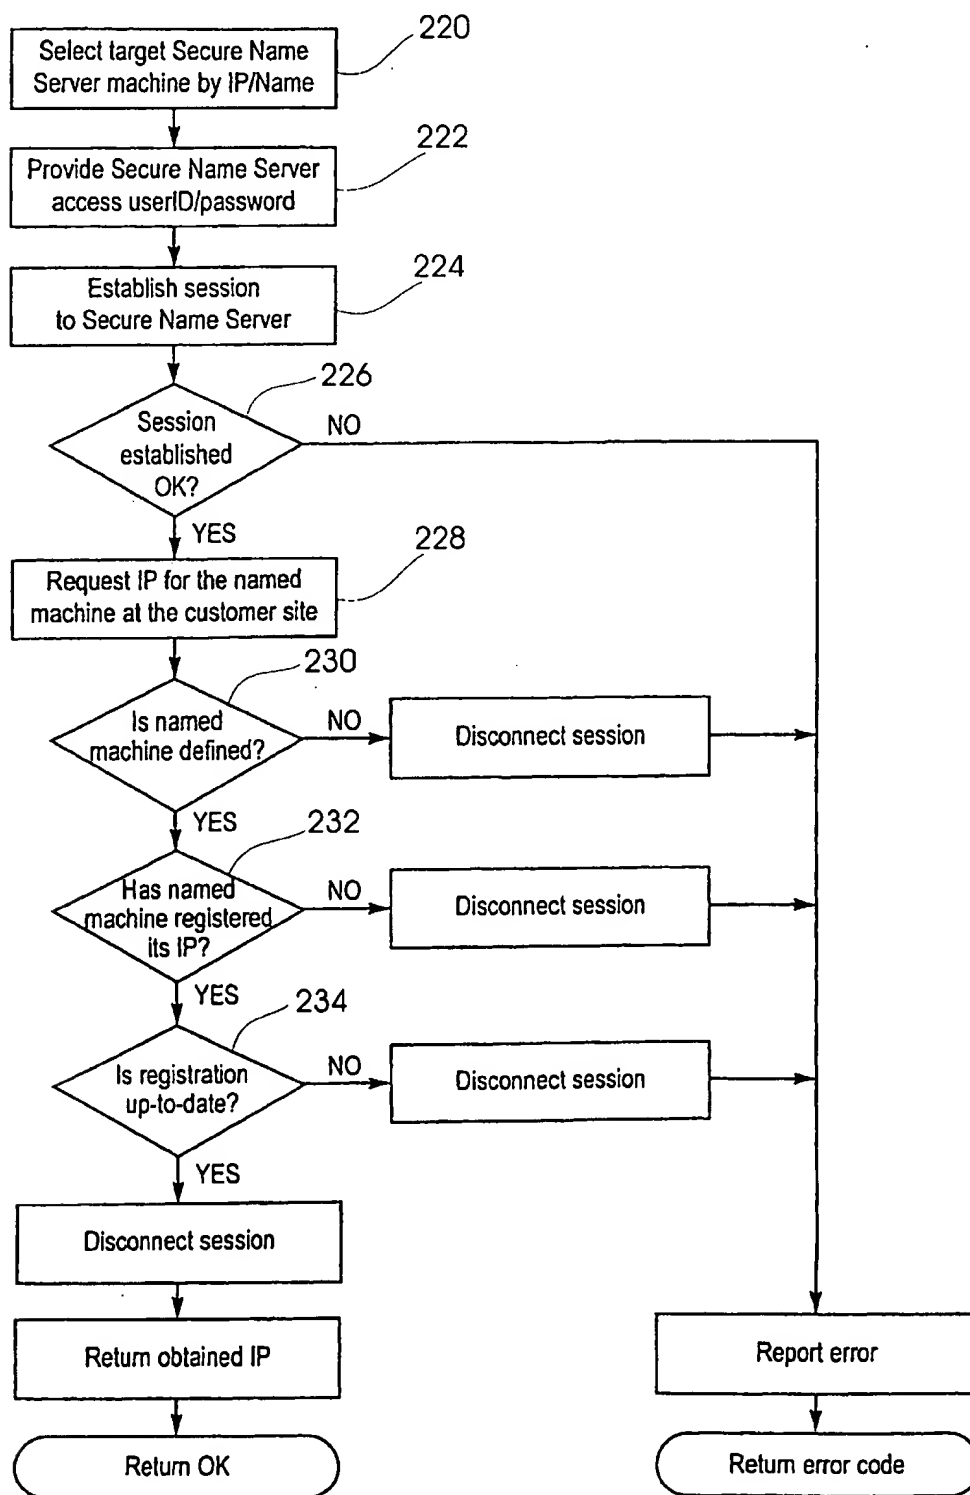 220
Select target Secure Name
Server machine by IP/Name
222
Provide Secure Name Server
access userID/password
224
Establish session
to Secure Name Server
226
Session
established
OK?
NO
YES
228
Request IP for the named
machine at the customer site
230
Is named
machine defined?
NO
Disconnect session
YES
232
Has named
machine registered
its IP?
NO
Disconnect session
YES
234
Is registration
up-to-date?
NO
Disconnect session
YES
Disconnect session
Return obtained IP
Report error
Return OK
Return error code